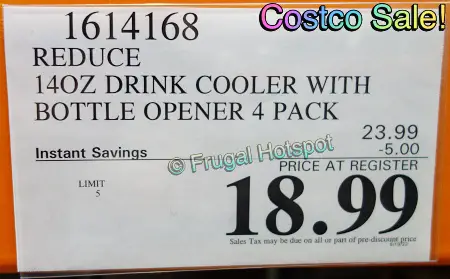 Costco Sale!
1614168
REDUCE
14OZ DRINK COOLER WITH
BOTTLE OPENER 4 PACK
23.99
Instant Savings -5.00
© Frugal Hotspot
PRICE AT REGISTER
LIMIT
5
18.99
Sales Tax may be due on all or part of pre-discount price